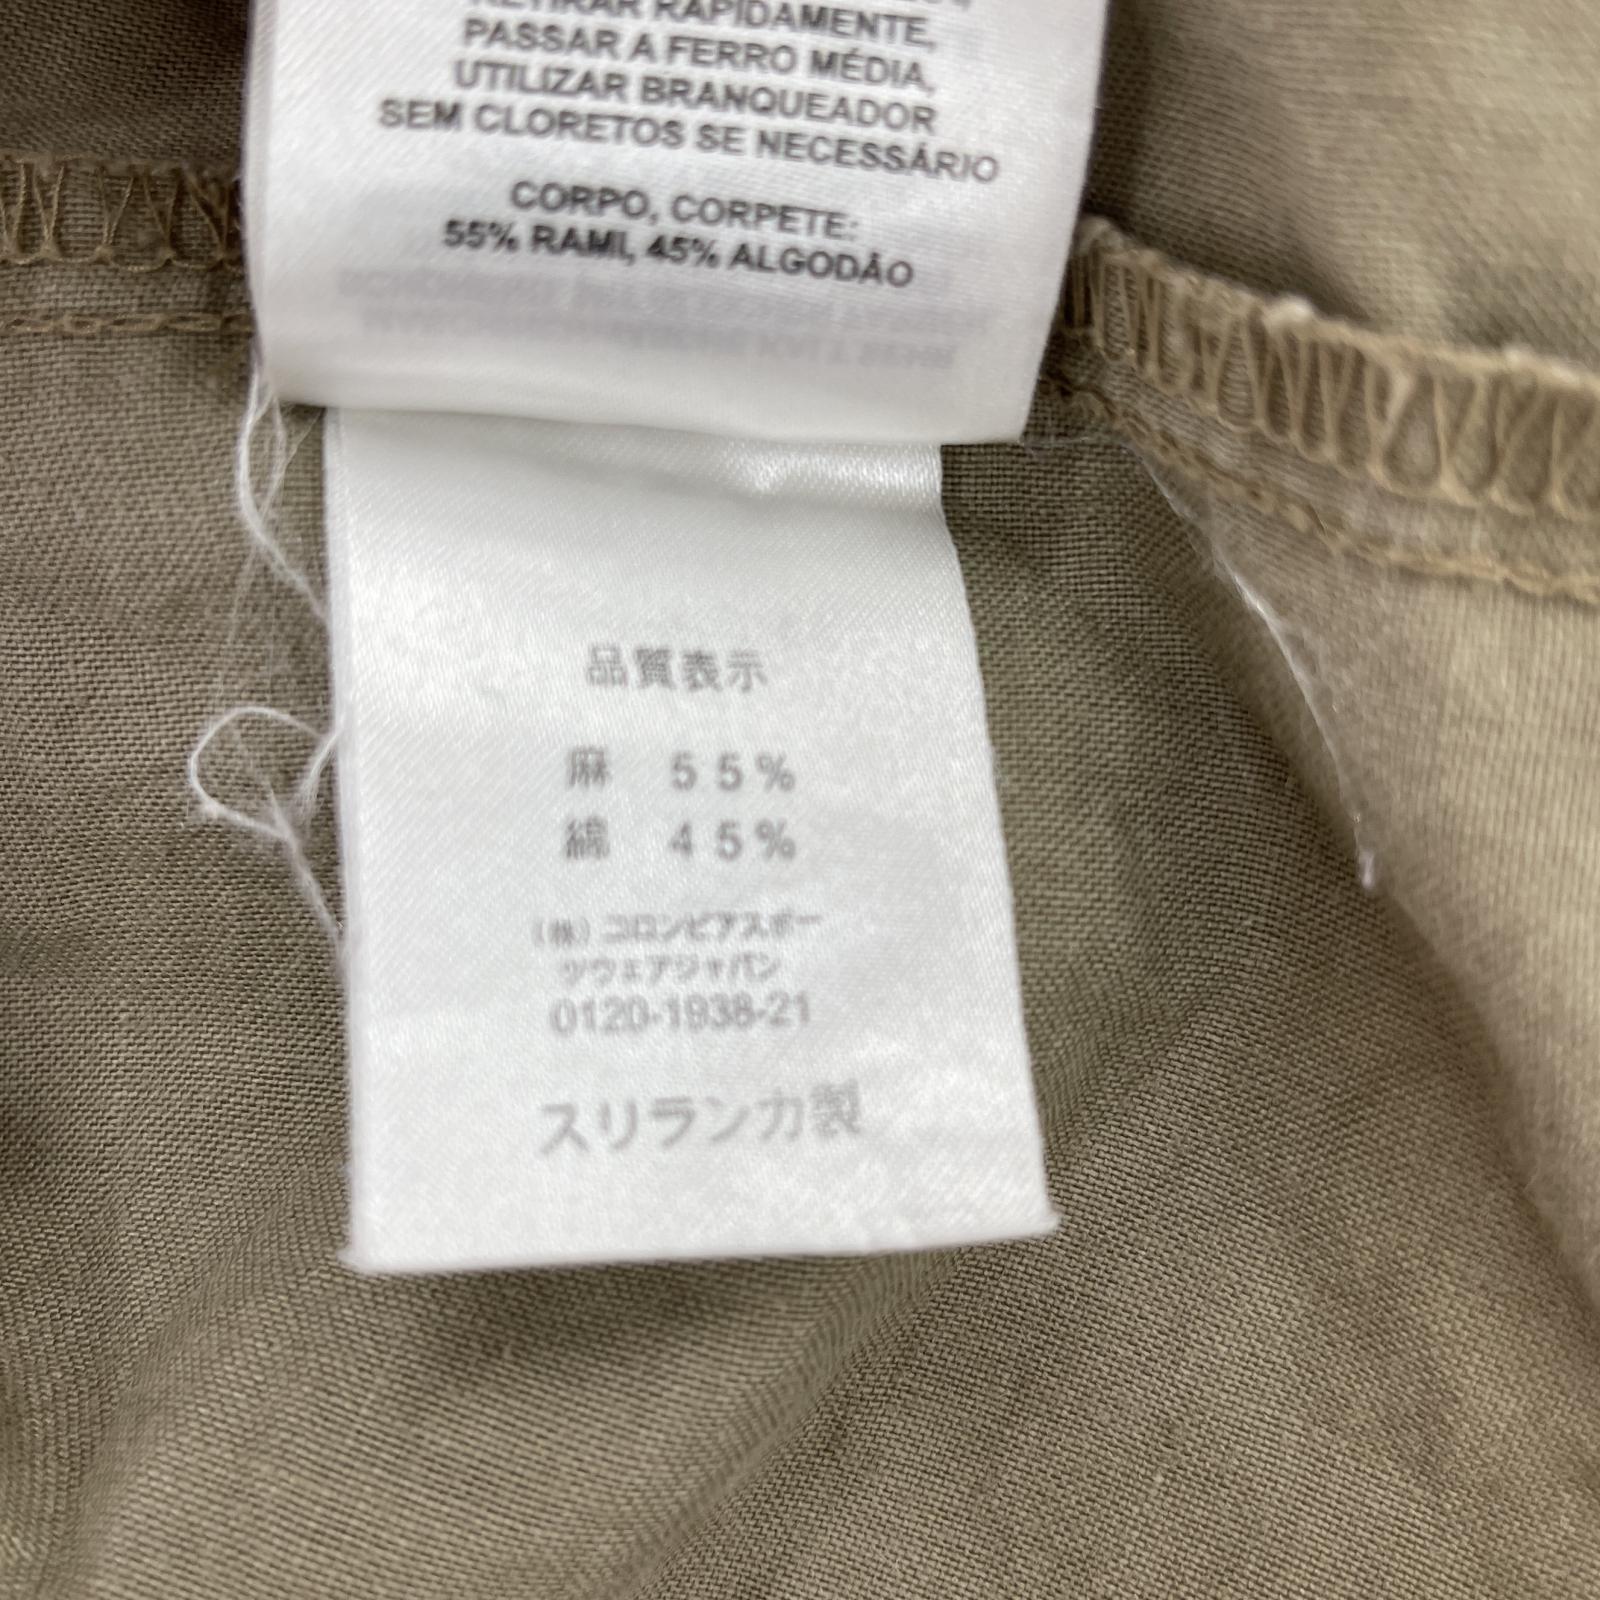 RETIRAR RAPIDAMENTE,
PASSAR A FERRO MÉDIA,
UTILIZAR BRANQUEADOR
SEM CLORETOS SE NECESSÁRIO
CORPO, CORPETE:
55% RAMI, 45% ALGODÃO
品質表示
麻 55%
綿 45%
(株)コロンビアスポー
ツウェアジャパン
0120-1938-21
スリランカ製